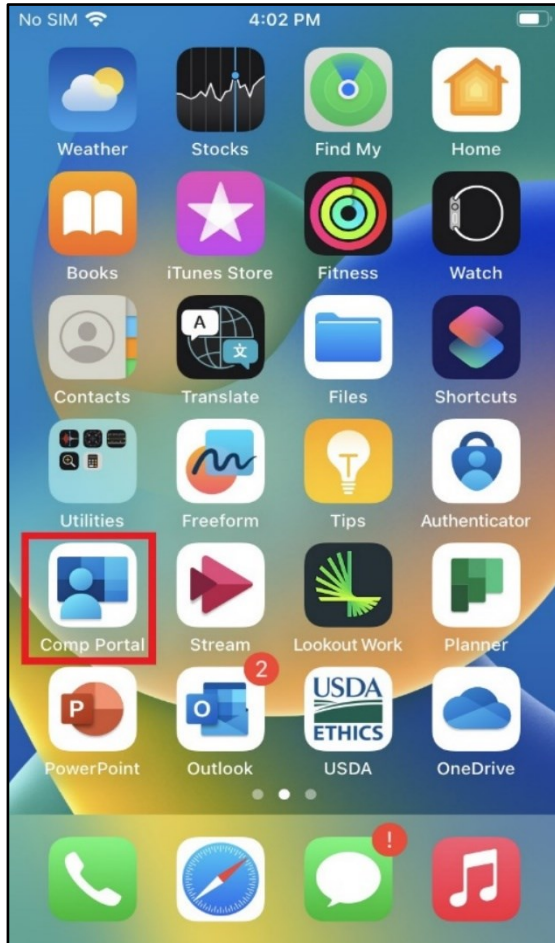 No SIM 4:02 PM
Weather Stocks Find My Home
Books iTunes Store Fitness Watch
A 文
Contacts Translate Files Shortcuts
Utilities Freeform Tips Authenticator
Comp Portal Stream Lookout Work Planner
P O 2 USDA
ETHICS
PowerPoint Outlook USDA OneDrive
!